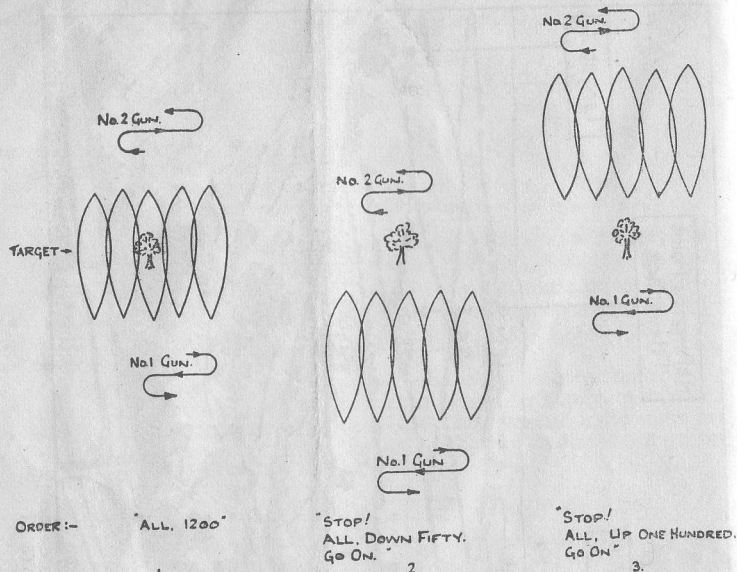 No.2 GUN.
TARGET→
No.1 GUN.
No. 2 GUN.
No.1 GUN
No.2 GUN.
No.1 GUN.
ORDER:-
"ALL, 1200"
"STOP!
ALL, DOWN FIFTY.
GO ON."
2
"STOP!
ALL, UP ONE HUNDRED.
GO ON"
3.